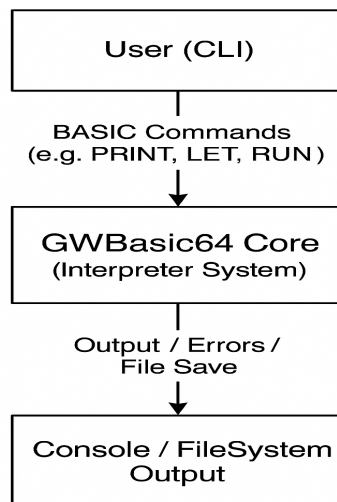 User (CLI)
BASIC Commands
(e.g. PRINT, LET, RUN)
GWBasic64 Core
(Interpreter System)
Output / Errors /
File Save
Console / FileSystem
Output